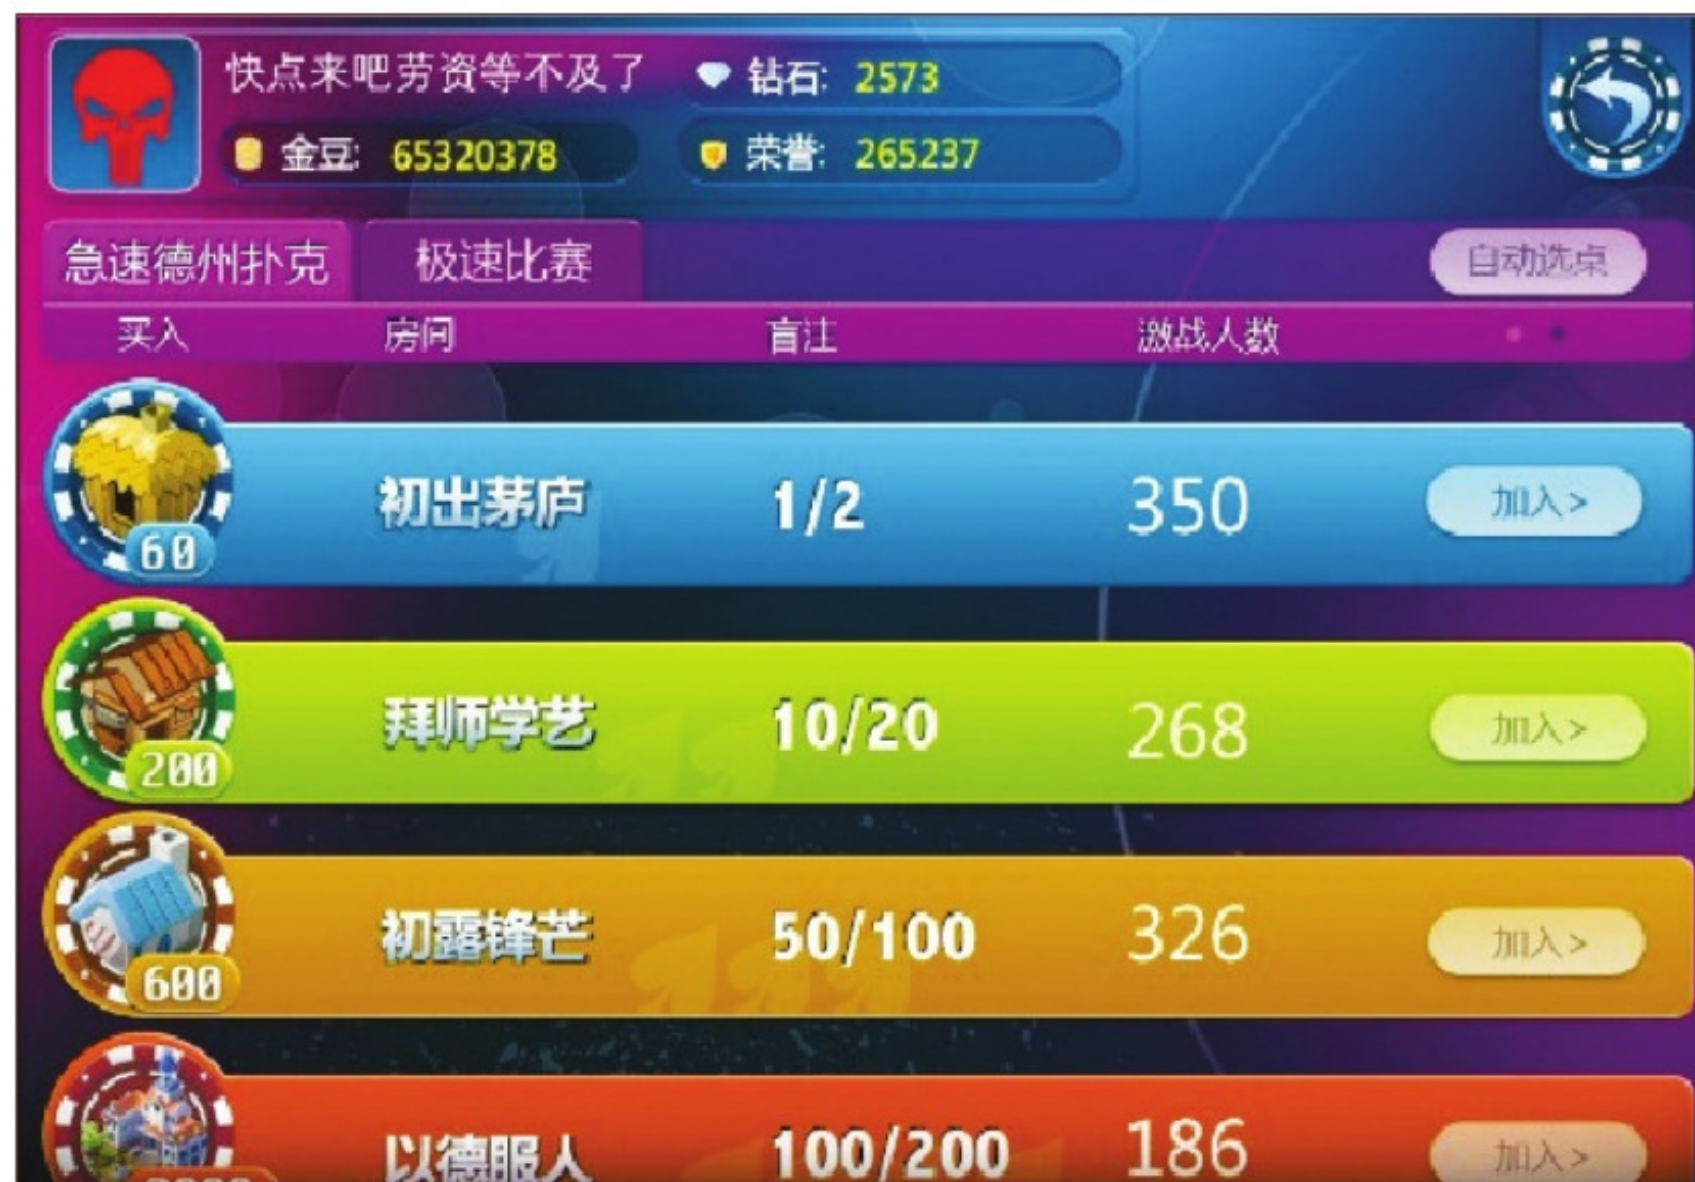 快点来吧劳资等不及了
钻石: 2573
金豆: 65320378
荣誉: 265237
急速德州扑克 极速比赛 自动选桌
买入 房间 盲注 激战人数
初出茅庐 1/2 350 加入>
60
拜师学艺 10/20 268 加入>
200
初露锋芒 50/100 326 加入>
600
以德服人 100/200 186 加入>